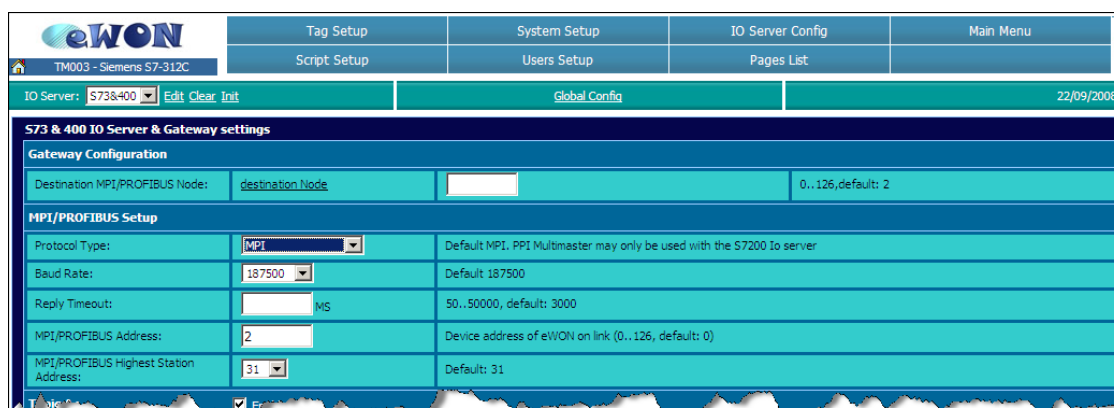 eWON
Tag Setup
System Setup
IO Server Config
Main Menu
TM003 - Siemens S7-312C
Script Setup
Users Setup
Pages List
IO Server: S73&400 Edit Clear Init
Global Config
22/09/2008
S73 & 400 IO Server & Gateway settings
Gateway Configuration
Destination MPI/PROFIBUS Node: destination Node 0..126,default: 2
MPI/PROFIBUS Setup
Protocol Type: MPI Default MPI. PPI Multimaster may only be used with the S7200 Io server
Baud Rate: 187500 Default 187500
Reply Timeout: MS 50..50000, default: 3000
MPI/PROFIBUS Address: 2 Device address of eWON on link (0..126, default: 0)
MPI/PROFIBUS Highest Station
Address: 31 Default: 31